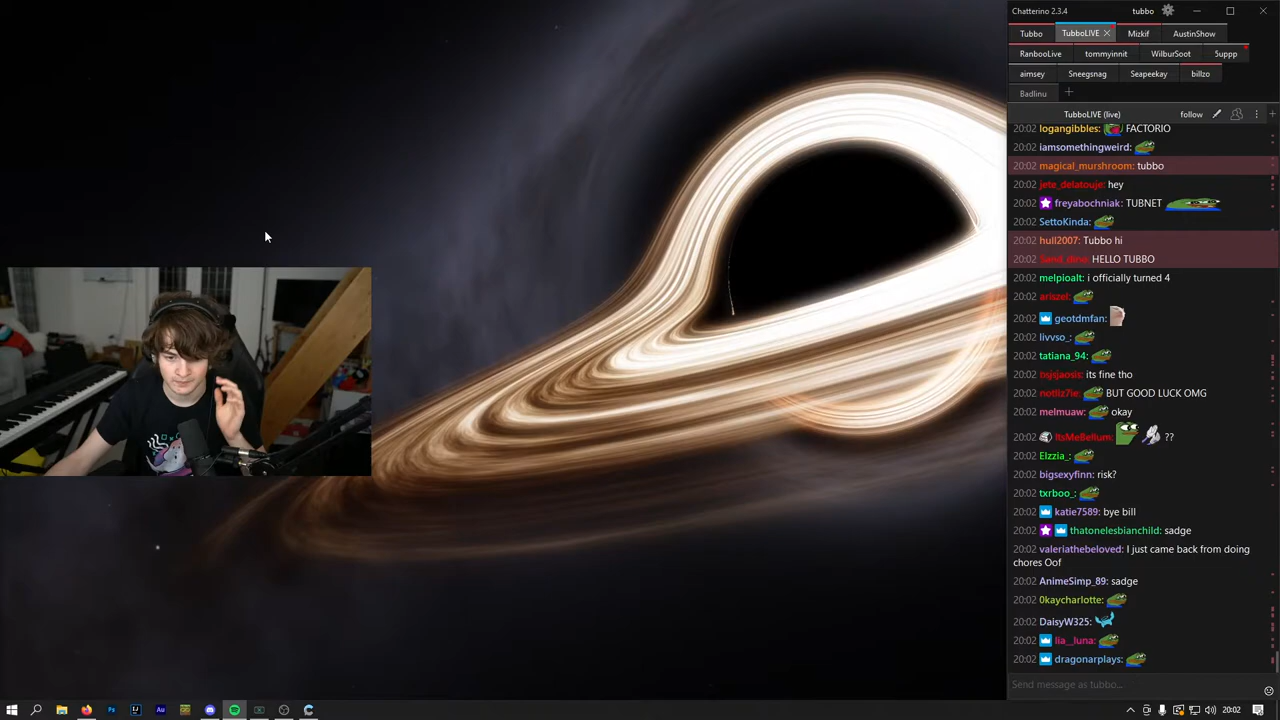 Chatterino 2.3.4
tubbo
Tubbo
TubboLIVE
Mizkif
AustinShow
RanbooLive
tommyinnit
WilburSoot
5uppp
aimsey
Sneegsnag
Seapeekay
billzo
Badlinu
TubboLIVE (live)
follow
20:02 logangibbles: FACTORIO
20:02 iamsomethingweird:
20:02 magical_murshroom: tubbo
20:02 jete_delatouje: hey
20:02 freyabochniak: TUBNET
20:02 SettoKinda:
20:02 hull2007: Tubbo hi
20:02 Sand_dino: HELLO TUBBO
20:02 melpioalt: i officially turned 4
20:02 ariszel:
20:02 geotdmfan:
20:02 livvso_:
20:02 tatiana_94:
20:02 its fine tho
20:02 notliz7ie: BUT GOOD LUCK OMG
20:02 melmuaw: okay
20:02 ItsMeBellum: ??
20:02 Elzzia_:
20:02 bigsexyfinn: risk?
20:02 txrboo_:
20:02 katie7589: bye bill
20:02 thatonelesbianchild: sadge
20:02 valeriathebeloved: I just came back from doing
chores Oof
20:02 AnimeSimp_89: sadge
20:02 0kaycharlotte:
20:02 DaisyW325:
20:02 lia__luna:
20:02 dragonarplays:
Send message as tubbo...
20:02